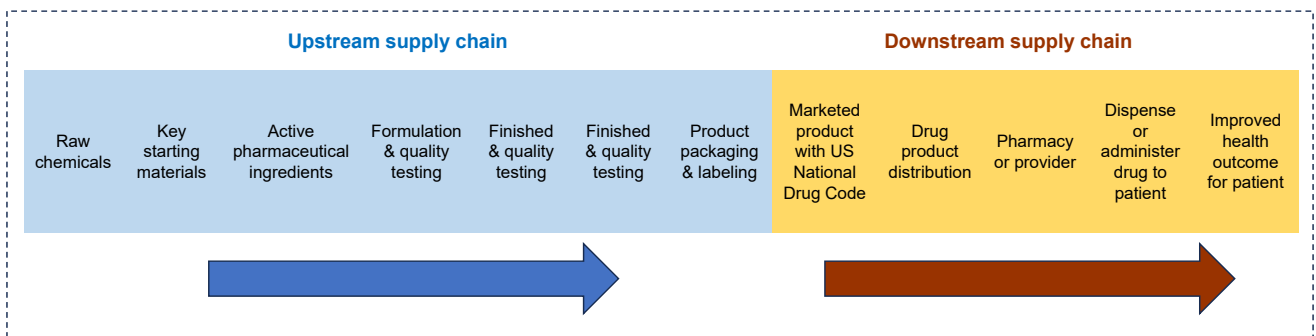 Upstream supply chain
Downstream supply chain
Raw
chemicals
Key
starting
materials
Active
pharmaceutical
ingredients
Formulation
& quality
testing
Finished
& quality
testing
Finished
& quality
testing
Product
packaging
& labeling
Marketed
product
with US
National
Drug Code
Drug
product
distribution
Pharmacy
or provider
Dispense
or
administer
drug to
patient
Improved
health
outcome
for patient